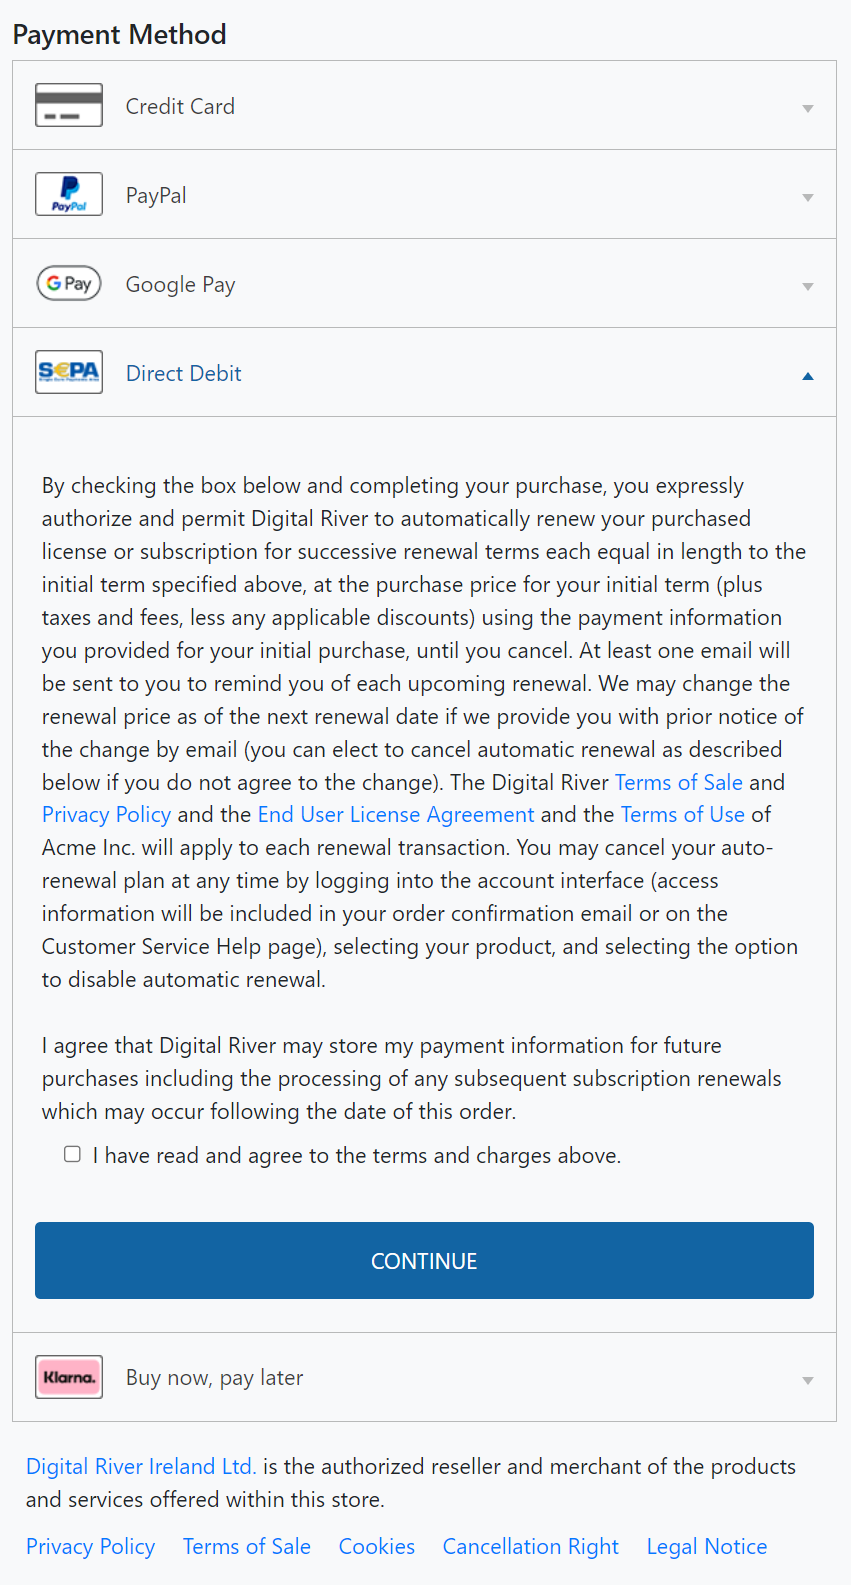 Payment Method
Credit Card
PayPal
PayPal
G Pay
Google Pay
SEPA
Direct Debit
By checking the box below and completing your purchase, you expressly
authorize and permit Digital River to automatically renew your purchased
license or subscription for successive renewal terms each equal in length to the
initial term specified above, at the purchase price for your initial term (plus
taxes and fees, less any applicable discounts) using the payment information
you provided for your initial purchase, until you cancel. At least one email will
be sent to you to remind you of each upcoming renewal. We may change the
renewal price as of the next renewal date if we provide you with prior notice of
the change by email (you can elect to cancel automatic renewal as described
below if you do not agree to the change). The Digital River Terms of Sale and
Privacy Policy and the End User License Agreement and the Terms of Use of
Acme Inc. will apply to each renewal transaction. You may cancel your auto-
renewal plan at any time by logging into the account interface (access
information will be included in your order confirmation email or on the
Customer Service Help page), selecting your product, and selecting the option
to disable automatic renewal.
I agree that Digital River may store my payment information for future
purchases including the processing of any subsequent subscription renewals
which may occur following the date of this order.
I have read and agree to the terms and charges above.
CONTINUE
Klarna.
Buy now, pay later
Digital River Ireland Ltd. is the authorized reseller and merchant of the products
and services offered within this store.
Privacy Policy Terms of Sale Cookies Cancellation Right Legal Notice